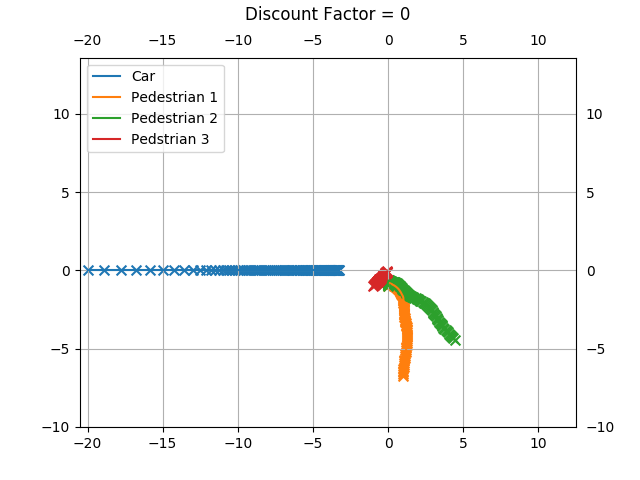 Discount Factor = 0
−20 −15 −10 −5 0 5 10
Car
Pedestrian 1
Pedestrian 2
Pedstrian 3
10 10
5 5
0 0
−5 −5
−10 −10
−20 −15 −10 −5 0 5 10